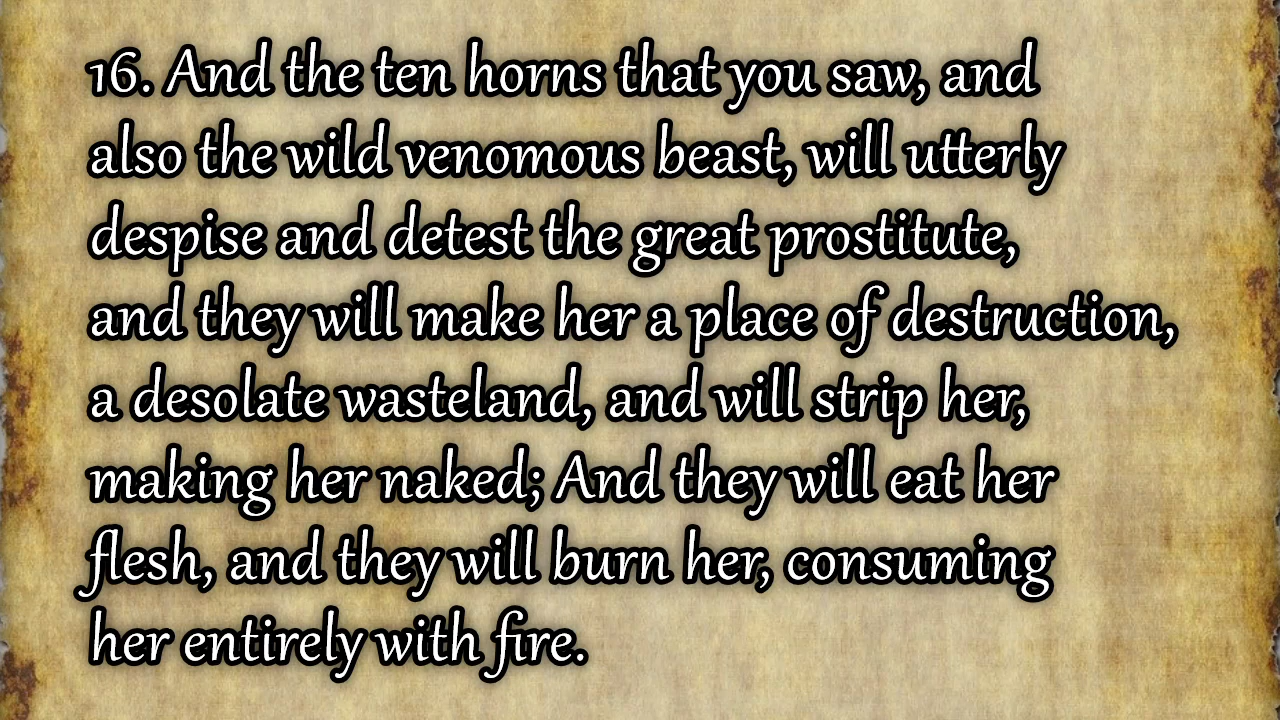 16. And the ten horns that you saw, and
also the wild venomous beast, will utterly
despise and detest the great prostitute,
and they will make her a place of destruction,
a desolate wasteland, and will strip her,
making her naked; And they will eat her
flesh, and they will burn her, consuming
her entirely with fire.